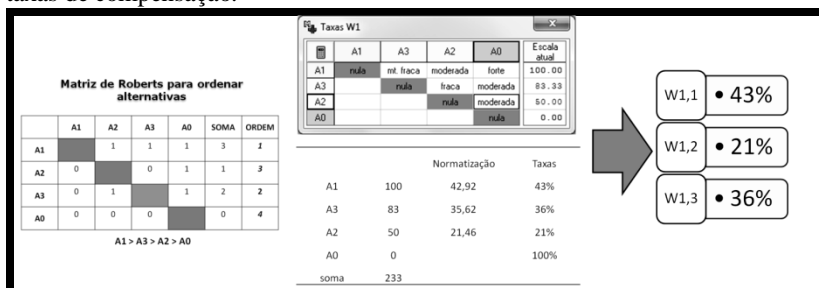 taxas de compensação.
Matriz de Roberts para ordenar
alternativas
A1 A2 A3 A0 SOMA ORDEM
A1 1 1 1 3 1
A2 0 0 1 1 3
A3 0 1 1 2 2
A0 0 0 0 0 4
A1 > A3 > A2 > A0
Taxas W1
A1 A3 A2 A0 Escala
atual
A1 nula mt. fraca moderada forte 100.00
A3 nula fraca moderada 83.33
A2 nula moderada 50.00
A0 nula 0.00
Normatização Taxas
A1 100 42,92 43%
A3 83 35,62 36%
A2 50 21,46 21%
A0 0 100%
soma 233
W1,1 • 43%
W1,2 • 21%
W1,3 • 36%